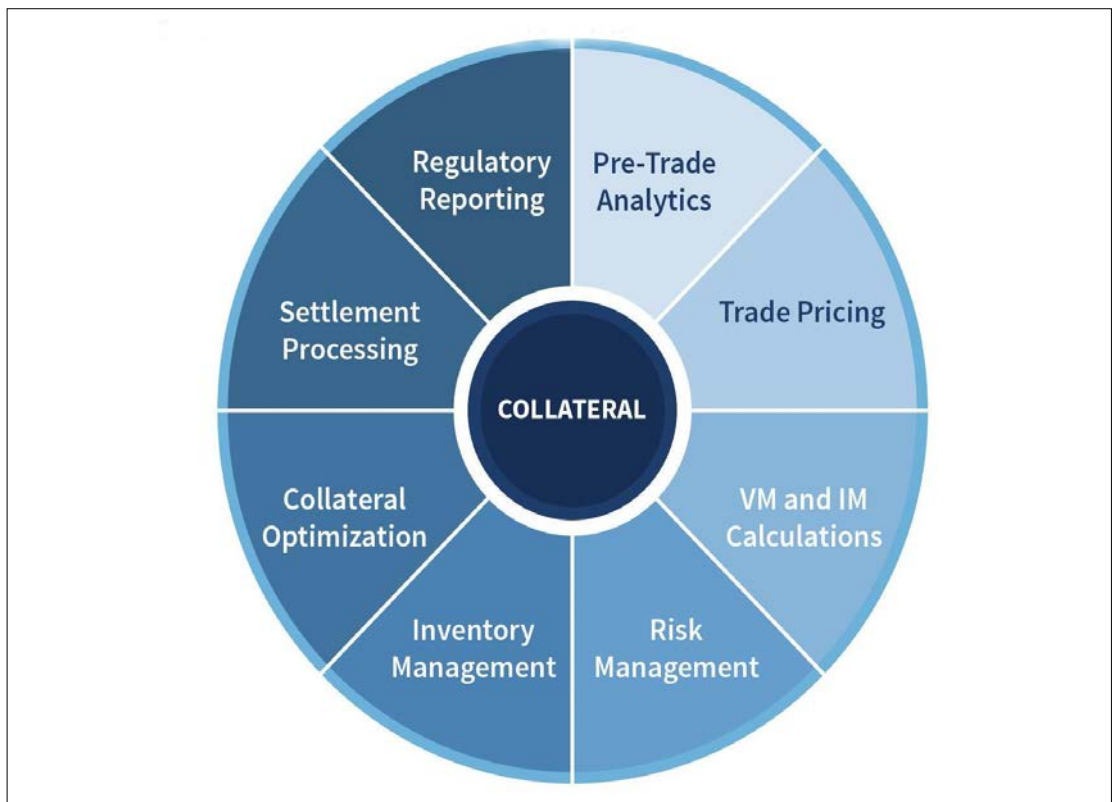 Regulatory
Reporting
Pre-Trade
Analytics
Settlement
Processing
Trade Pricing
COLLATERAL
Collateral
Optimization
VM and IM
Calculations
Inventory
Management
Risk
Management